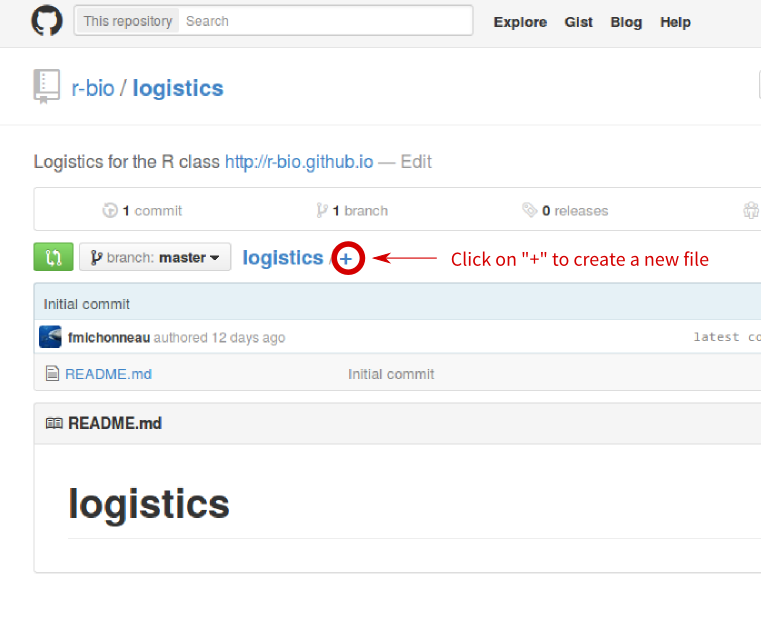 This repository Search Explore Gist Blog Help
r-bio / logistics
Logistics for the R class http://r-bio.github.io — Edit
1 commit 1 branch 0 releases
branch: master logistics / + Click on "+" to create a new file
Initial commit
fmichonneau authored 12 days ago latest co
README.md Initial commit
README.md
logistics